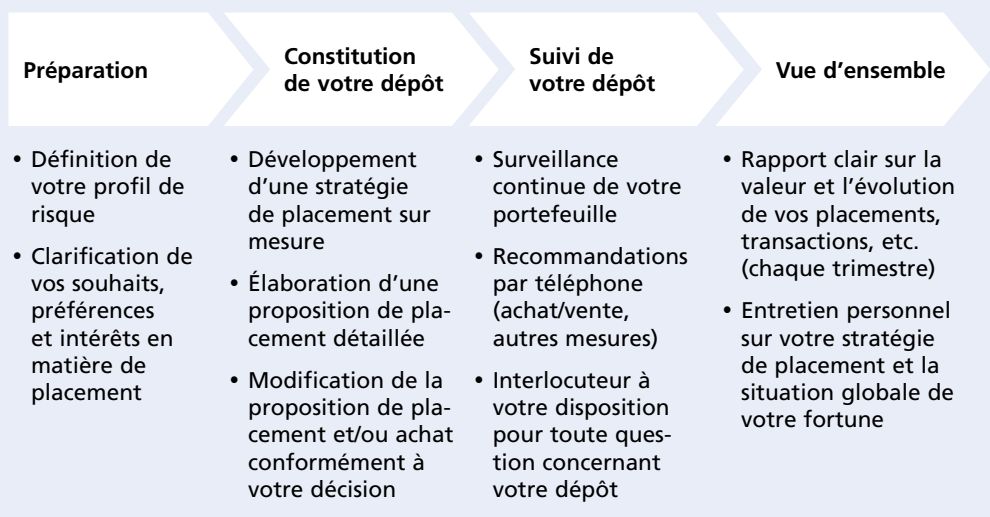 Préparation
Constitution
de votre dépôt
Suivi de
votre dépôt
Vue d'ensemble
• Définition de
votre profil de
risque
• Clarification de
vos souhaits,
préférences
et intérêts en
matière de
placement
• Développement
d'une stratégie
de placement sur
mesure
• Élaboration d'une
proposition de pla-
cement détaillée
• Modification de la
proposition de pla-
cement et/ou achat
conformément à
votre décision
• Surveillance
continue de votre
portefeuille
• Recommandations
par téléphone
(achat/vente,
autres mesures)
• Interlocuteur à
votre disposition
pour toute ques-
tion concernant
votre dépôt
• Rapport clair sur la
valeur et l'évolution
de vos placements,
transactions, etc.
(chaque trimestre)
• Entretien personnel
sur votre stratégie
de placement et la
situation globale de
votre fortune